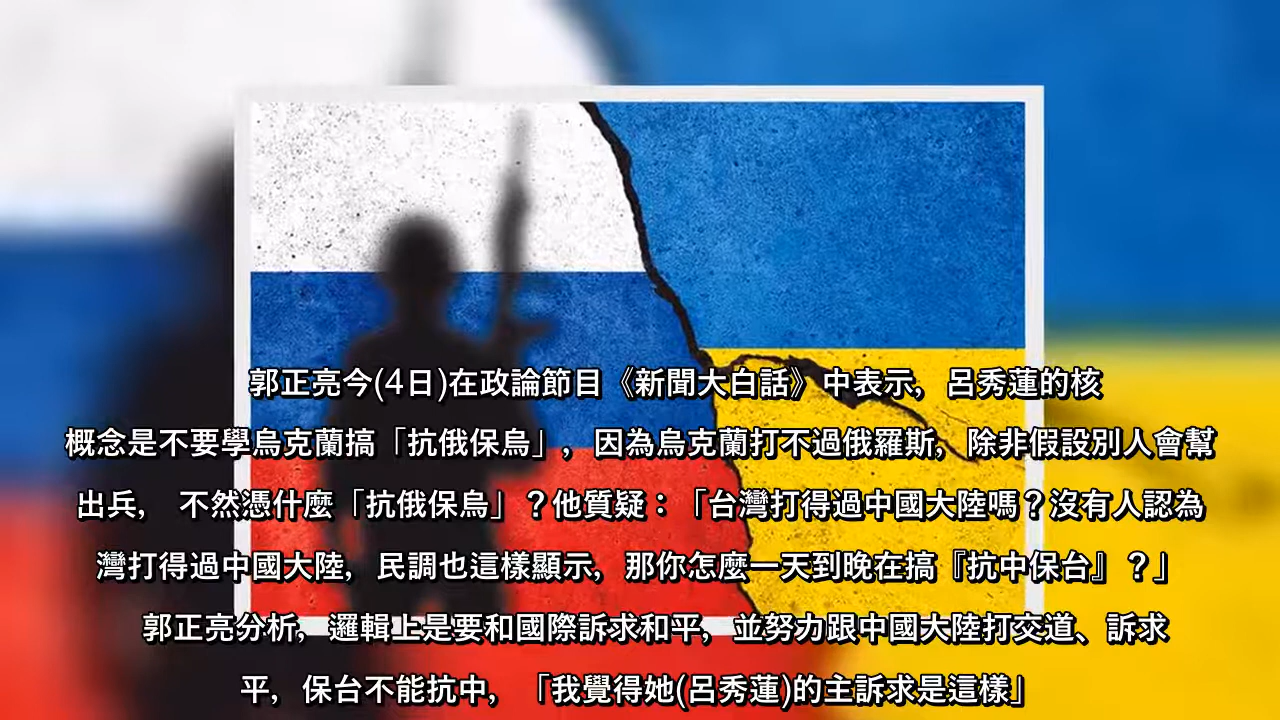 郭正亮今(4日)在政論節目《新聞大白話》中表示，呂秀蓮的核
概念是不要學烏克蘭搞「抗俄保烏」，因為烏克蘭打不過俄羅斯，除非假設別人會幫
出兵， 不然憑什麼「抗俄保烏」？他質疑：「台灣打得過中國大陸嗎？沒有人認為
灣打得過中國大陸，民調也這樣顯示，那你怎麼一天到晚在搞『抗中保台』？」
郭正亮分析，邏輯上是要和國際訴求和平，並努力跟中國大陸打交道、訴求
平，保台不能抗中，「我覺得她(呂秀蓮)的主訴求是這樣」